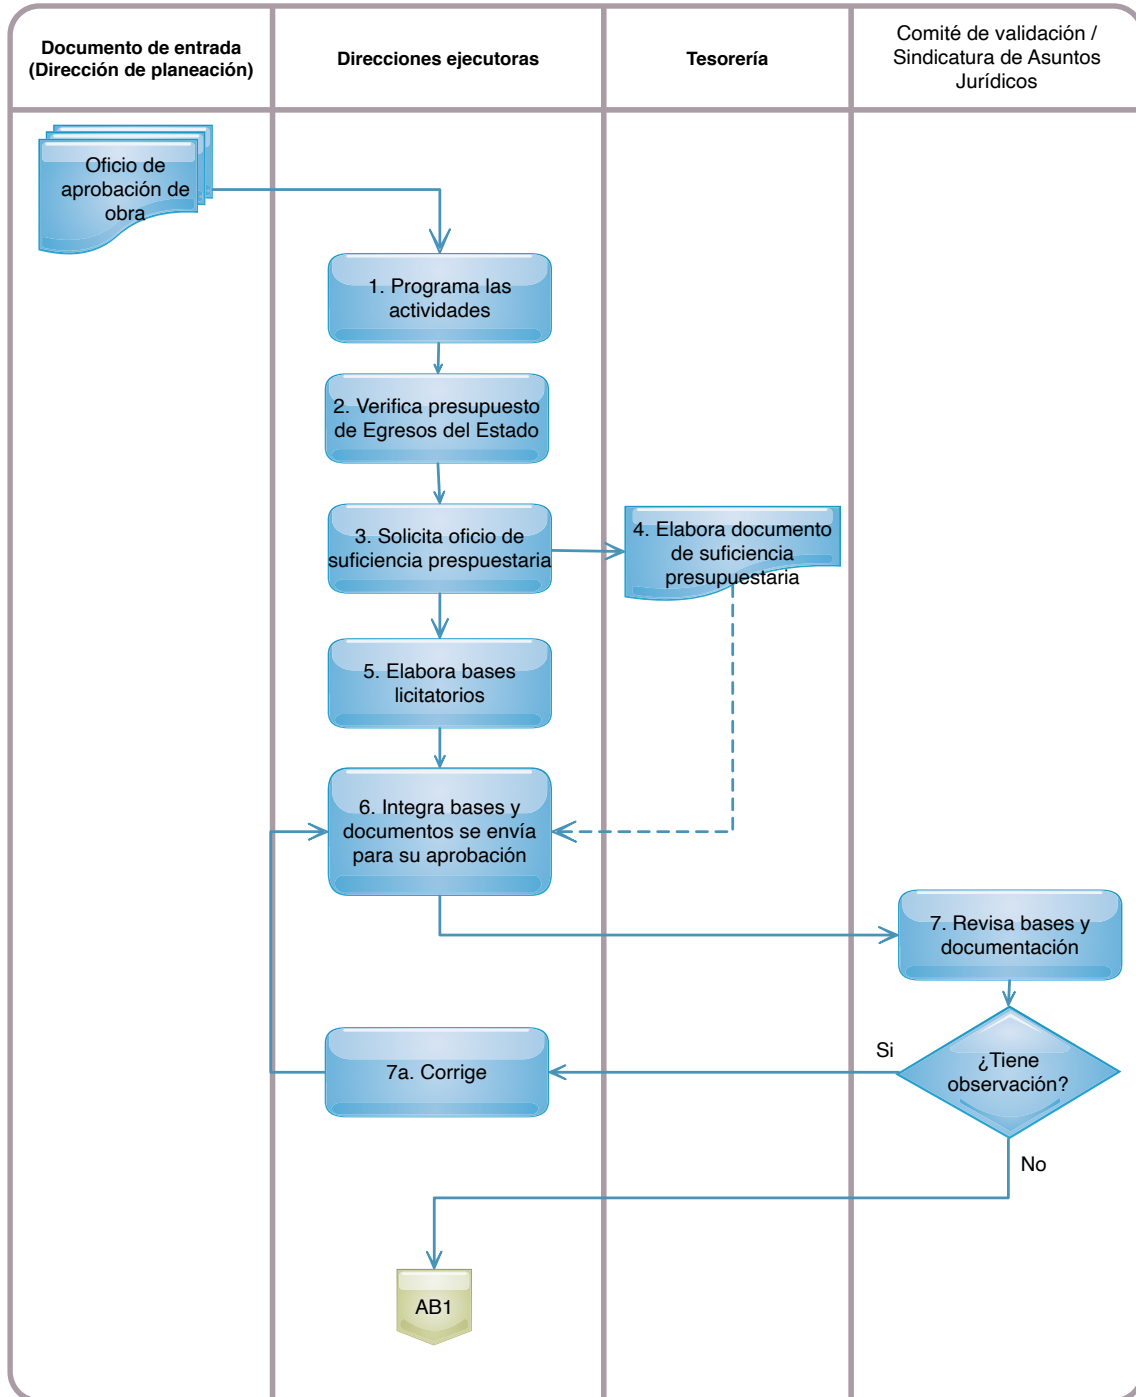 Documento de entrada
(Dirección de planeación)
Direcciones ejecutoras
Tesorería
Comité de validación /
Sindicatura de Asuntos
Jurídicos
Oficio de
aprobación de
obra
1. Programa las
actividades
2. Verifica presupuesto
de Egresos del Estado
3. Solicita oficio de
suficiencia prespuestaria
4. Elabora documento
de suficiencia
presupuestaria
5. Elabora bases
licitatorios
6. Integra bases y
documentos se envía
para su aprobación
7. Revisa bases y
documentación
¿Tiene
observación?
Si
7a. Corrige
No
AB1